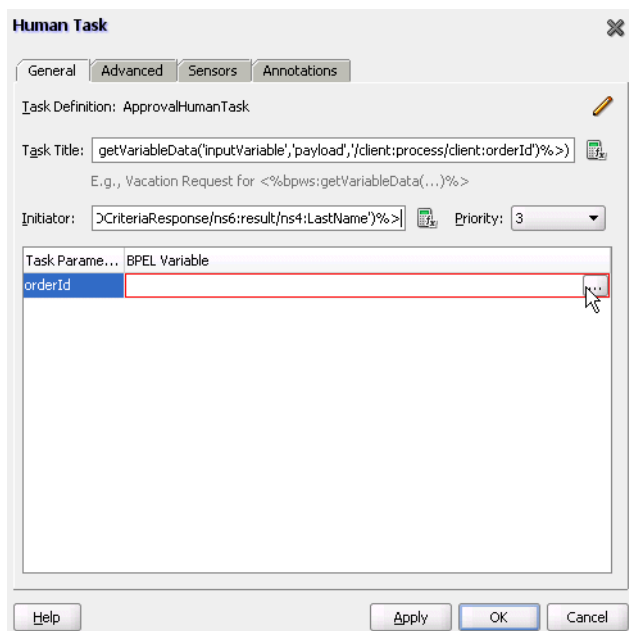 Human Task
General Advanced Sensors Annotations
Task Definition: ApprovalHumanTask
Task Title: getVariableData('inputVariable','payload','/client:process/client:orderId')%>)
E.g., Vacation Request for <%bpws:getVariableData(...)%>
Initiator: OCriteriaResponse/ns6:result/ns4:LastName')%> Priority: 3
Task Parame... BPEL Variable
orderId ...
Help Apply OK Cancel